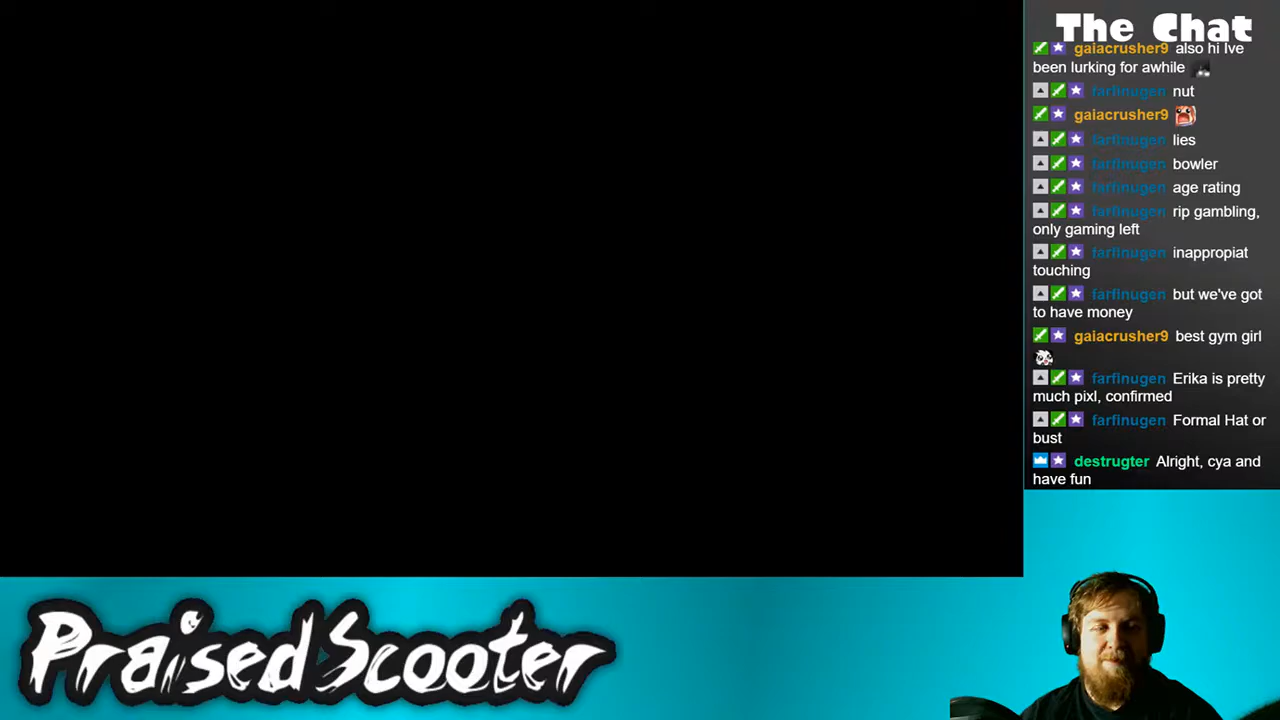 The Chat
gaiacrusher9 also hi Ive
been lurking for awhile
farfinugen nut
gaiacrusher9
farfinugen lies
farfinugen bowler
farfinugen age rating
farfinugen rip gambling,
only gaming left
farfinugen inappropiat
touching
farfinugen but we've got
to have money
gaiacrusher9 best gym girl
farfinugen Erika is pretty
much pixl, confirmed
farfinugen Formal Hat or
bust
destrugter Alright, cya and
have fun
PraisedScooter